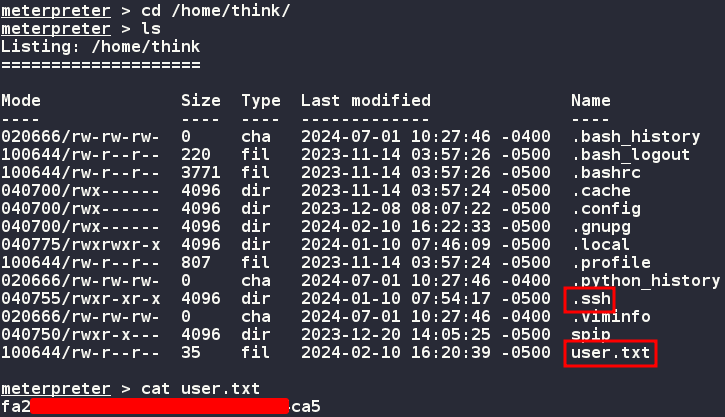 meterpreter > cd /home/think/
meterpreter > ls
Listing: /home/think
====================
Mode Size Type Last modified Name
---- ---- ---- ------------- ----
020666/rw-rw-rw- 0 cha 2024-07-01 10:27:46 -0400 .bash_history
100644/rw-r--r-- 220 fil 2023-11-14 03:57:26 -0500 .bash_logout
100644/rw-r--r-- 3771 fil 2023-11-14 03:57:26 -0500 .bashrc
040700/rwx------ 4096 dir 2023-11-14 03:57:24 -0500 .cache
040700/rwx------ 4096 dir 2023-12-08 08:07:22 -0500 .config
040700/rwx------ 4096 dir 2024-02-10 16:22:33 -0500 .gnupg
040775/rwxrwxr-x 4096 dir 2024-01-10 07:46:09 -0500 .local
100644/rw-r--r-- 807 fil 2023-11-14 03:57:24 -0500 .profile
020666/rw-rw-rw- 0 cha 2024-07-01 10:27:46 -0400 .python_history
040755/rwxr-xr-x 4096 dir 2024-01-10 07:54:17 -0500 .ssh
020666/rw-rw-rw- 0 cha 2024-07-01 10:27:46 -0400 .viminfo
040750/rwxr-x--- 4096 dir 2023-12-20 14:05:25 -0500 spip
100644/rw-r--r-- 35 fil 2024-02-10 16:20:39 -0500 user.txt
meterpreter > cat user.txt
fa2 ca5